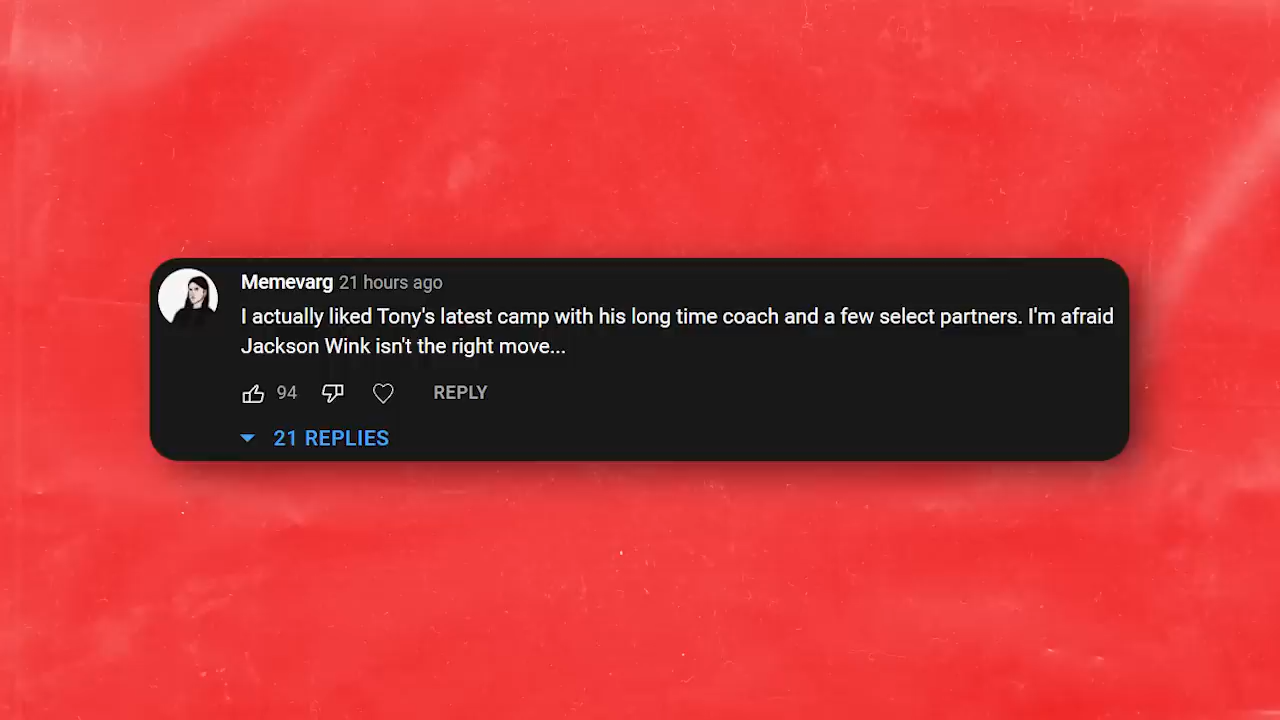 Memevarg 21 hours ago
I actually liked Tony's latest camp with his long time coach and a few select partners. I'm afraid
Jackson Wink isn't the right move...
94 REPLY
21 REPLIES